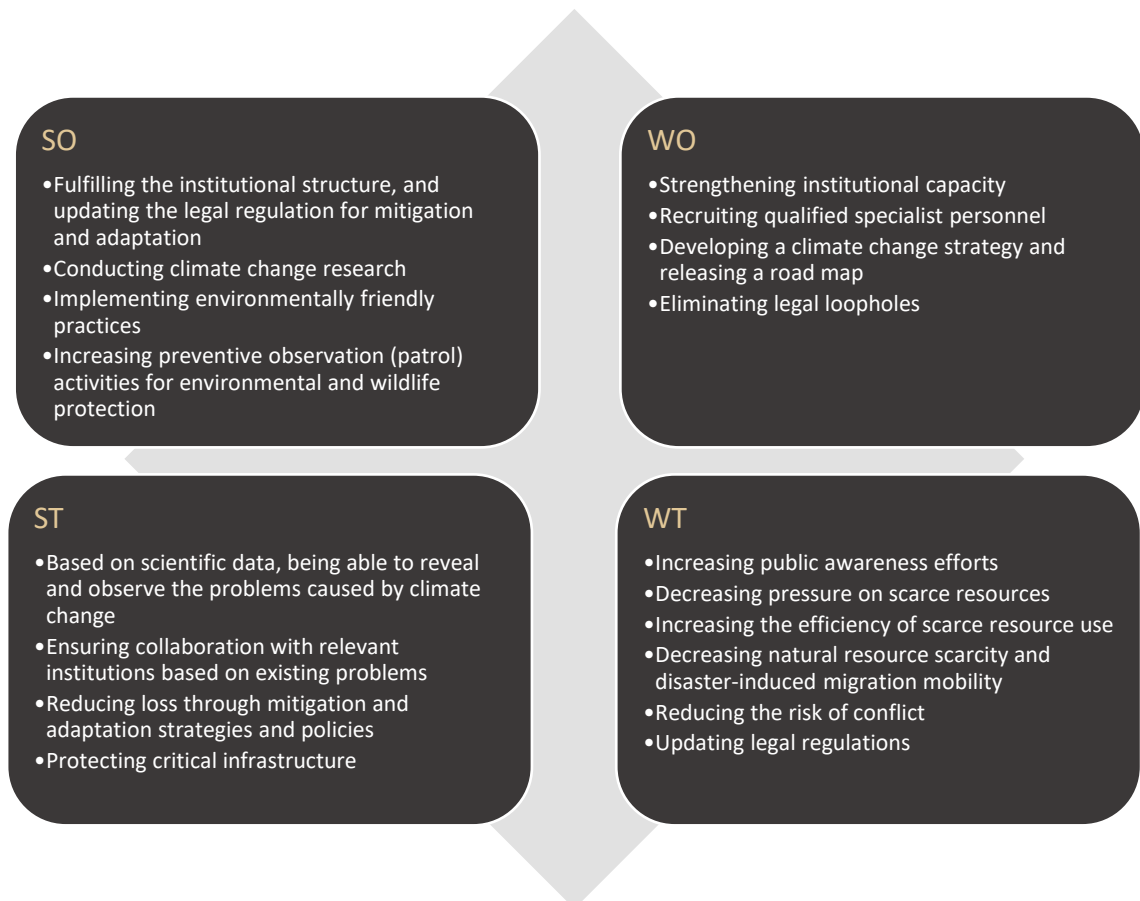 SO
•Fulfilling the institutional structure, and
updating the legal regulation for mitigation
and adaptation
•Conducting climate change research
•Implementing environmentally friendly
practices
•Increasing preventive observation (patrol)
activities for environmental and wildlife
protection
WO
•Strengthening institutional capacity
•Recruiting qualified specialist personnel
•Developing a climate change strategy and
releasing a road map
•Eliminating legal loopholes
ST
•Based on scientific data, being able to reveal
and observe the problems caused by climate
change
•Ensuring collaboration with relevant
institutions based on existing problems
•Reducing loss through mitigation and
adaptation strategies and policies
•Protecting critical infrastructure
WT
•Increasing public awareness efforts
•Decreasing pressure on scarce resources
•Increasing the efficiency of scarce resource use
•Decreasing natural resource scarcity and
disaster-induced migration mobility
•Reducing the risk of conflict
•Updating legal regulations